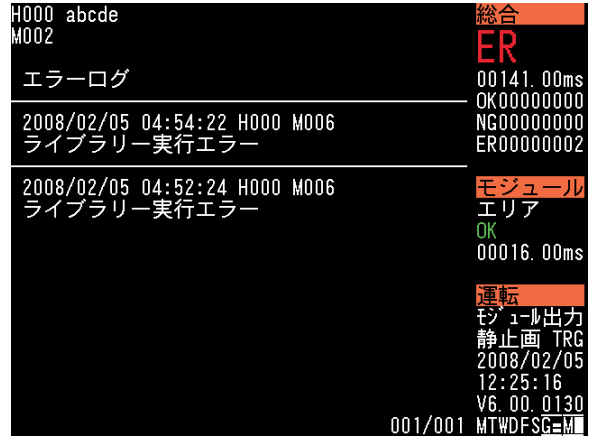 H000 abcde
M002
エラーログ
2008/02/05 04:54:22 H000 M006
ライブラリー実行エラー
2008/02/05 04:52:24 H000 M006
ライブラリー実行エラー
001/001
総合
ER
00141.00ms
OK00000000
NG00000000
ER00000002
モジュール
エリア
OK
00016.00ms
運転
ﾓｼﾞｭｰﾙ出力
静止画 TRG
2008/02/05
12:25:16
V6.00.0130
MTWDFSG=M